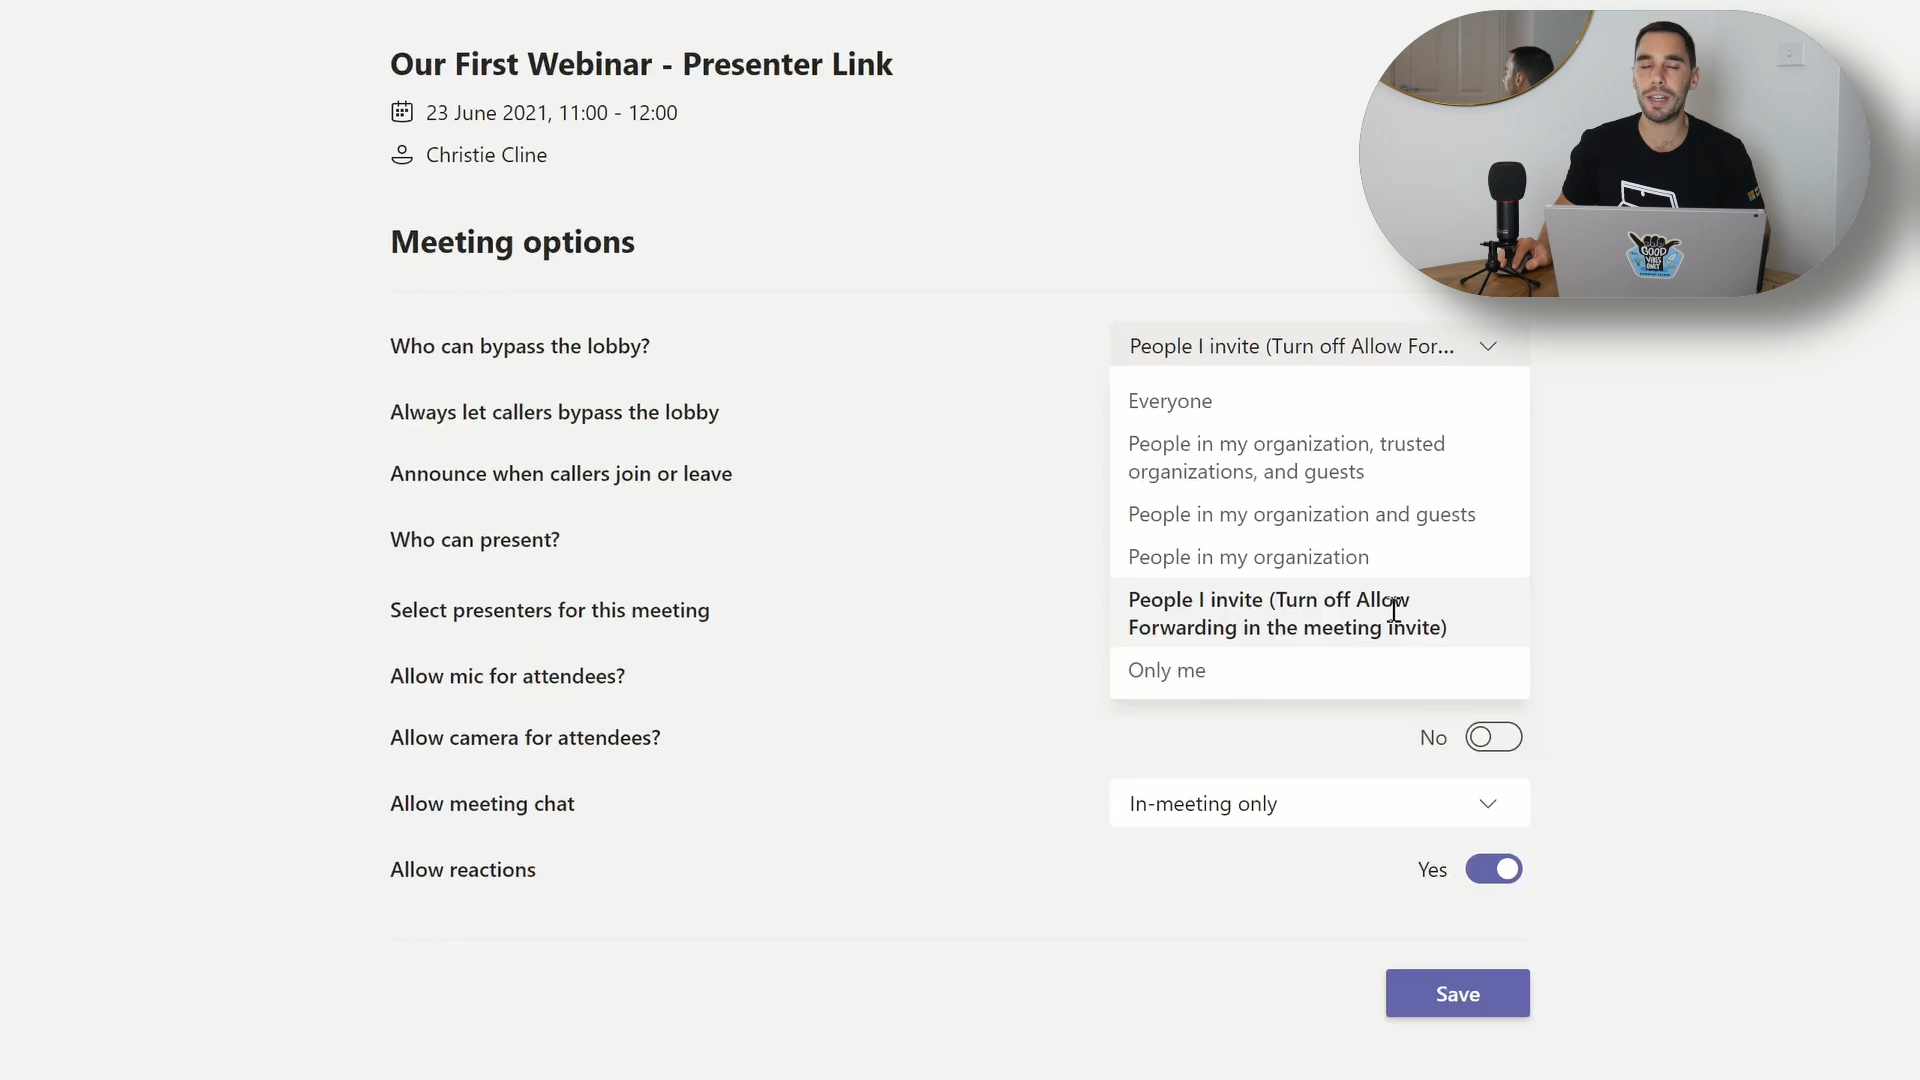 Our First Webinar - Presenter Link
23 June 2021, 11:00 - 12:00
Christie Cline
Meeting options
Who can bypass the lobby?
People I invite (Turn off Allow For...
Everyone
Always let callers bypass the lobby
People in my organization, trusted
organizations, and guests
Announce when callers join or leave
People in my organization and guests
Who can present?
People in my organization
People I invite (Turn off Allow
Forwarding in the meeting invite)
Select presenters for this meeting
Only me
Allow mic for attendees?
Allow camera for attendees?
No
Allow meeting chat
In-meeting only
Allow reactions
Yes
Save
GOOD
VIBES
ONLY